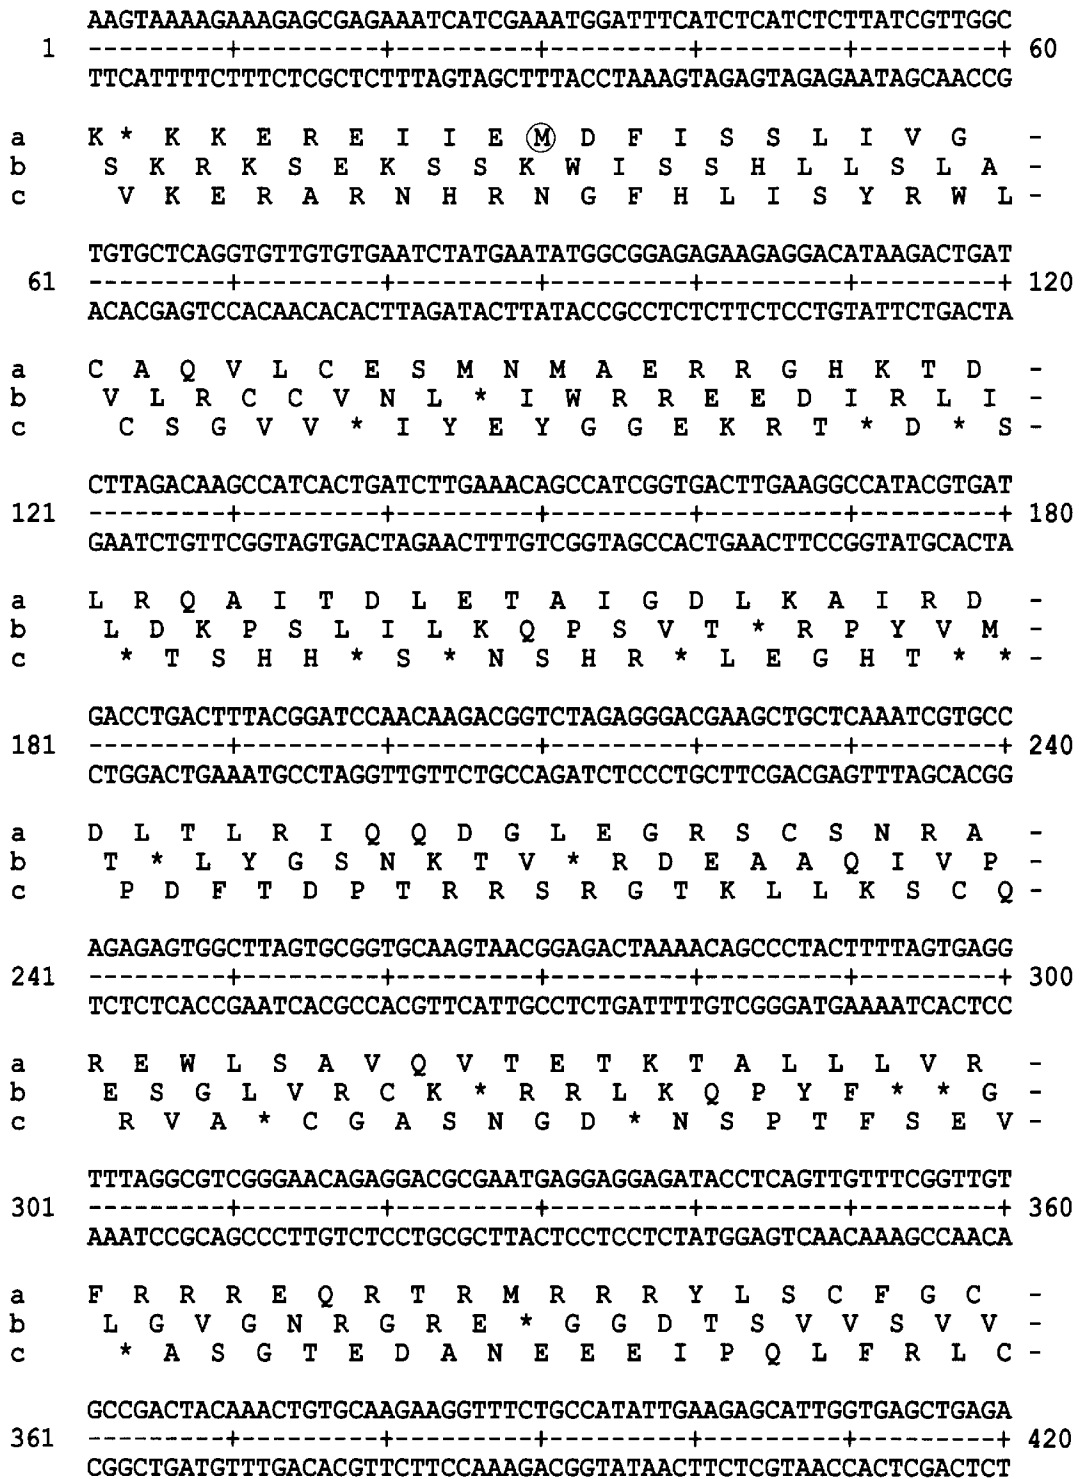 AAGTAAAAGAAAGAGCGAGAAATCATCGAAATGGATTTCATCTCATCTCTTATCGTTGGC
1 ---------+---------+---------+---------+---------+---------+ 60
TTCATTTTCTTTCTCGCTCTTTAGTAGCTTTACCTAAAGTAGAGTAGAGAATAGCAACCG
a K * K K E R E I I E M D F I S S L I V G -
b S K R K S E K S S K W I S S H L L S L A -
c V K E R A R N H R N G F H L I S Y R W L -
TGTGCTCAGGTGTTGTGTGAATCTATGAATATGGCGGAGAGAAGAGGACATAAGACTGAT
61 ---------+---------+---------+---------+---------+---------+ 120
ACACGAGTCCACAACACACTTAGATACTTATACCGCCTCTCTTCTCCTGTATTCTGACTA
a C A Q V L C E S M N M A E R R G H K T D -
b V L R C C V N L * I W R R E E D I R L I -
c C S G V V * I Y E Y G G E K R T * D * S -
CTTAGACAAGCCATCACTGATCTTGAAACAGCCATCGGTGACTTGAAGGCCATACGTGAT
121 ---------+---------+---------+---------+---------+---------+ 180
GAATCTGTTCGGTAGTGACTAGAACTTTGTCGGTAGCCACTGAACTTCCGGTATGCACTA
a L R Q A I T D L E T A I G D L K A I R D -
b L D K P S L I L K Q P S V T * R P Y V M -
c * T S H H * S * N S H R * L E G H T * * -
GACCTGACTTTACGGATCCAACAAGACGGTCTAGAGGGACGAAGCTGCTCAAATCGTGCC
181 ---------+---------+---------+---------+---------+---------+ 240
CTGGACTGAAATGCCTAGGTTGTTCTGCCAGATCTCCCTGCTTCGACGAGTTTAGCACGG
a D L T L R I Q Q D G L E G R S C S N R A -
b T * L Y G S N K T V * R D E A A Q I V P -
c P D F T D P T R R S R G T K L L K S C Q -
AGAGAGTGGCTTAGTGCGGTGCAAGTAACGGAGACTAAAACAGCCCTACTTTTAGTGAGG
241 ---------+---------+---------+---------+---------+---------+ 300
TCTCTCACCGAATCACGCCACGTTCATTGCCTCTGATTTTGTCGGGATGAAAATCACTCC
a R E W L S A V Q V T E T K T A L L L V R -
b E S G L V R C K * R R L K Q P Y F * * G -
c R V A * C G A S N G D * N S P T F S E V -
TTTAGGCGTCGGGAACAGAGGACGCGAATGAGGAGGAGATACCTCAGTTGTTTCGGTTGT
301 ---------+---------+---------+---------+---------+---------+ 360
AAATCCGCAGCCCTTGTCTCCTGCGCTTACTCCTCCTCTATGGAGTCAACAAAGCCAACA
a F R R R E Q R T R M R R R Y L S C F G C -
b L G V G N R G R E * G G D T S V V S V V -
c * A S G T E D A N E E E I P Q L F R L C -
GCCGACTACAAACTGTGCAAGAAGGTTTCTGCCATATTGAAGAGCATTGGTGAGCTGAGA
361 ---------+---------+---------+---------+---------+---------+ 420
CGGCTGATGTTTGACACGTTCTTCCAAAGACGGTATAACTTCTCGTAACCACTCGACTCT